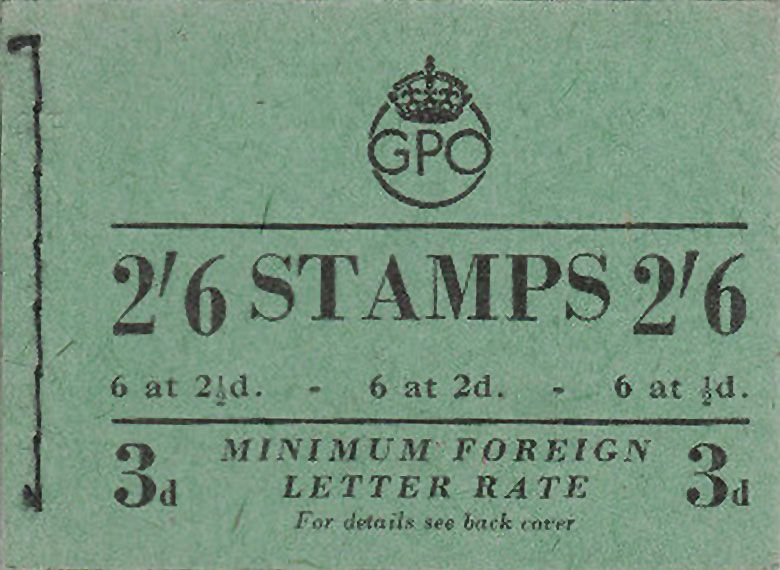 GPO
2'6 STAMPS 2'6
6 at 2½d. - 6 at 2d. - 6 at ½d.
3d MINIMUM FOREIGN 3d
LETTER RATE
For details see back cover